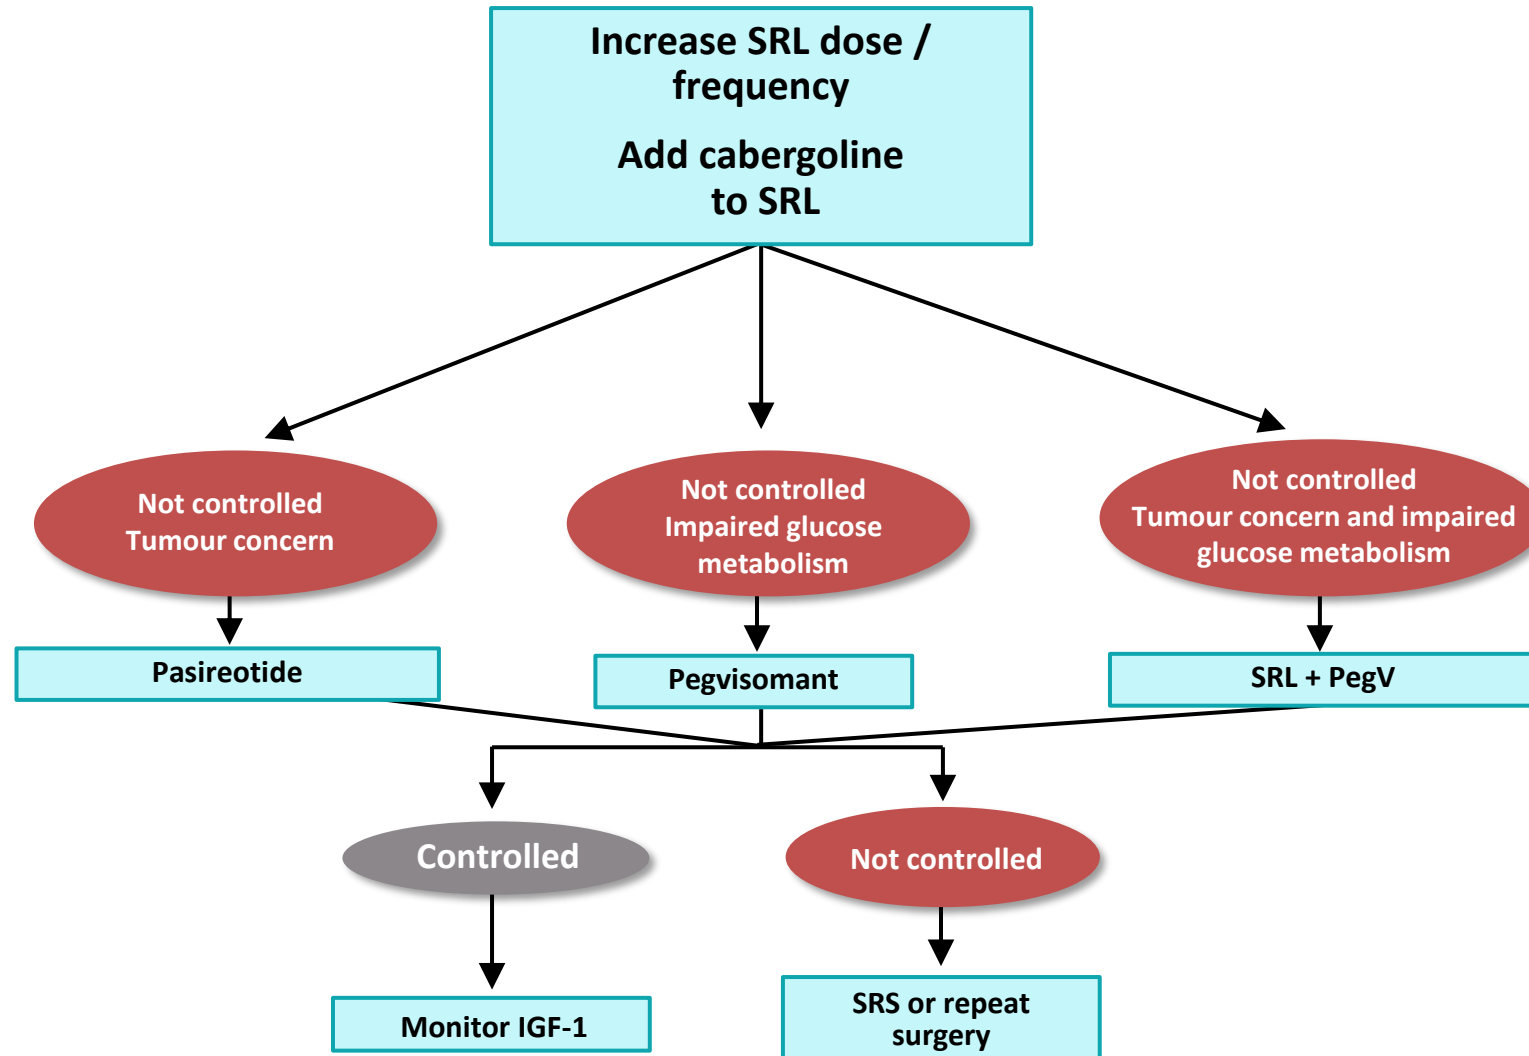 Increase SRL dose /
frequency
Add cabergoline
to SRL
Not controlled
Tumour concern
Not controlled
Impaired glucose
metabolism
Not controlled
Tumour concern and impaired
glucose metabolism
Pasireotide
Pegvisomant
SRL + PegV
Controlled
Not controlled
Monitor IGF-1
SRS or repeat
surgery